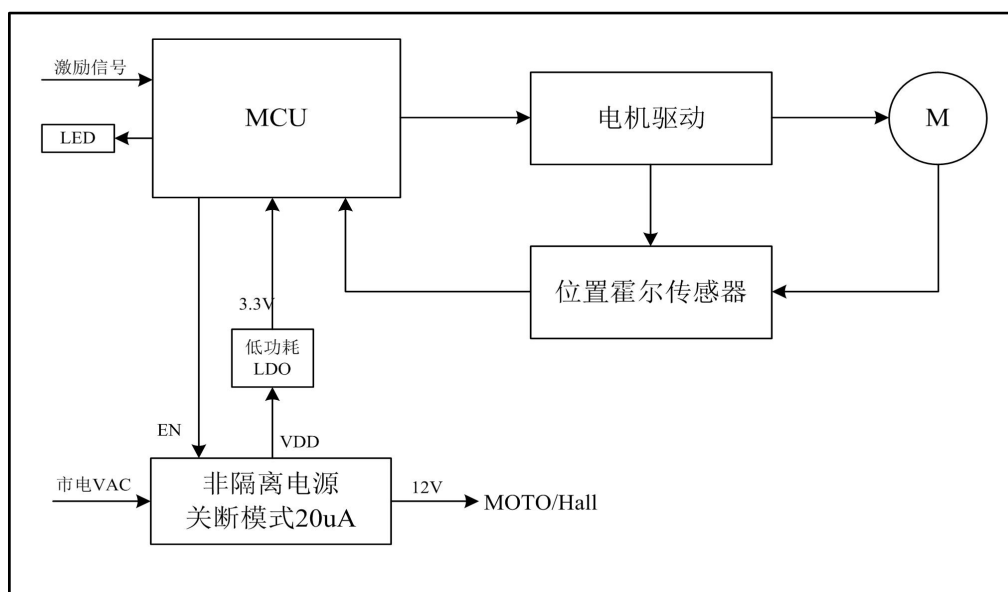 激励信号
MCU
LED
电机驱动
M
位置霍尔传感器
3.3V
低功耗
LDO
EN
VDD
市电VAC
非隔离电源
关断模式20uA
12V
MOTO/Hall